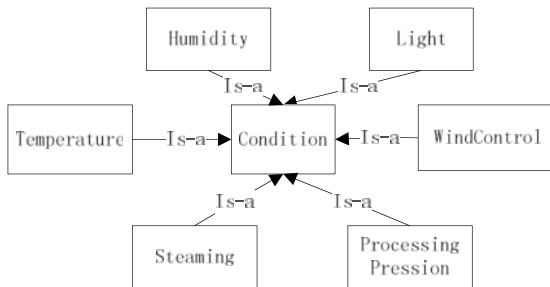 Humidity
Light
Is-a
Is-a
Temperature
Is-a
Condition
Is-a
WindControl
Is-a
Is-a
Steaming
Processing
Pression